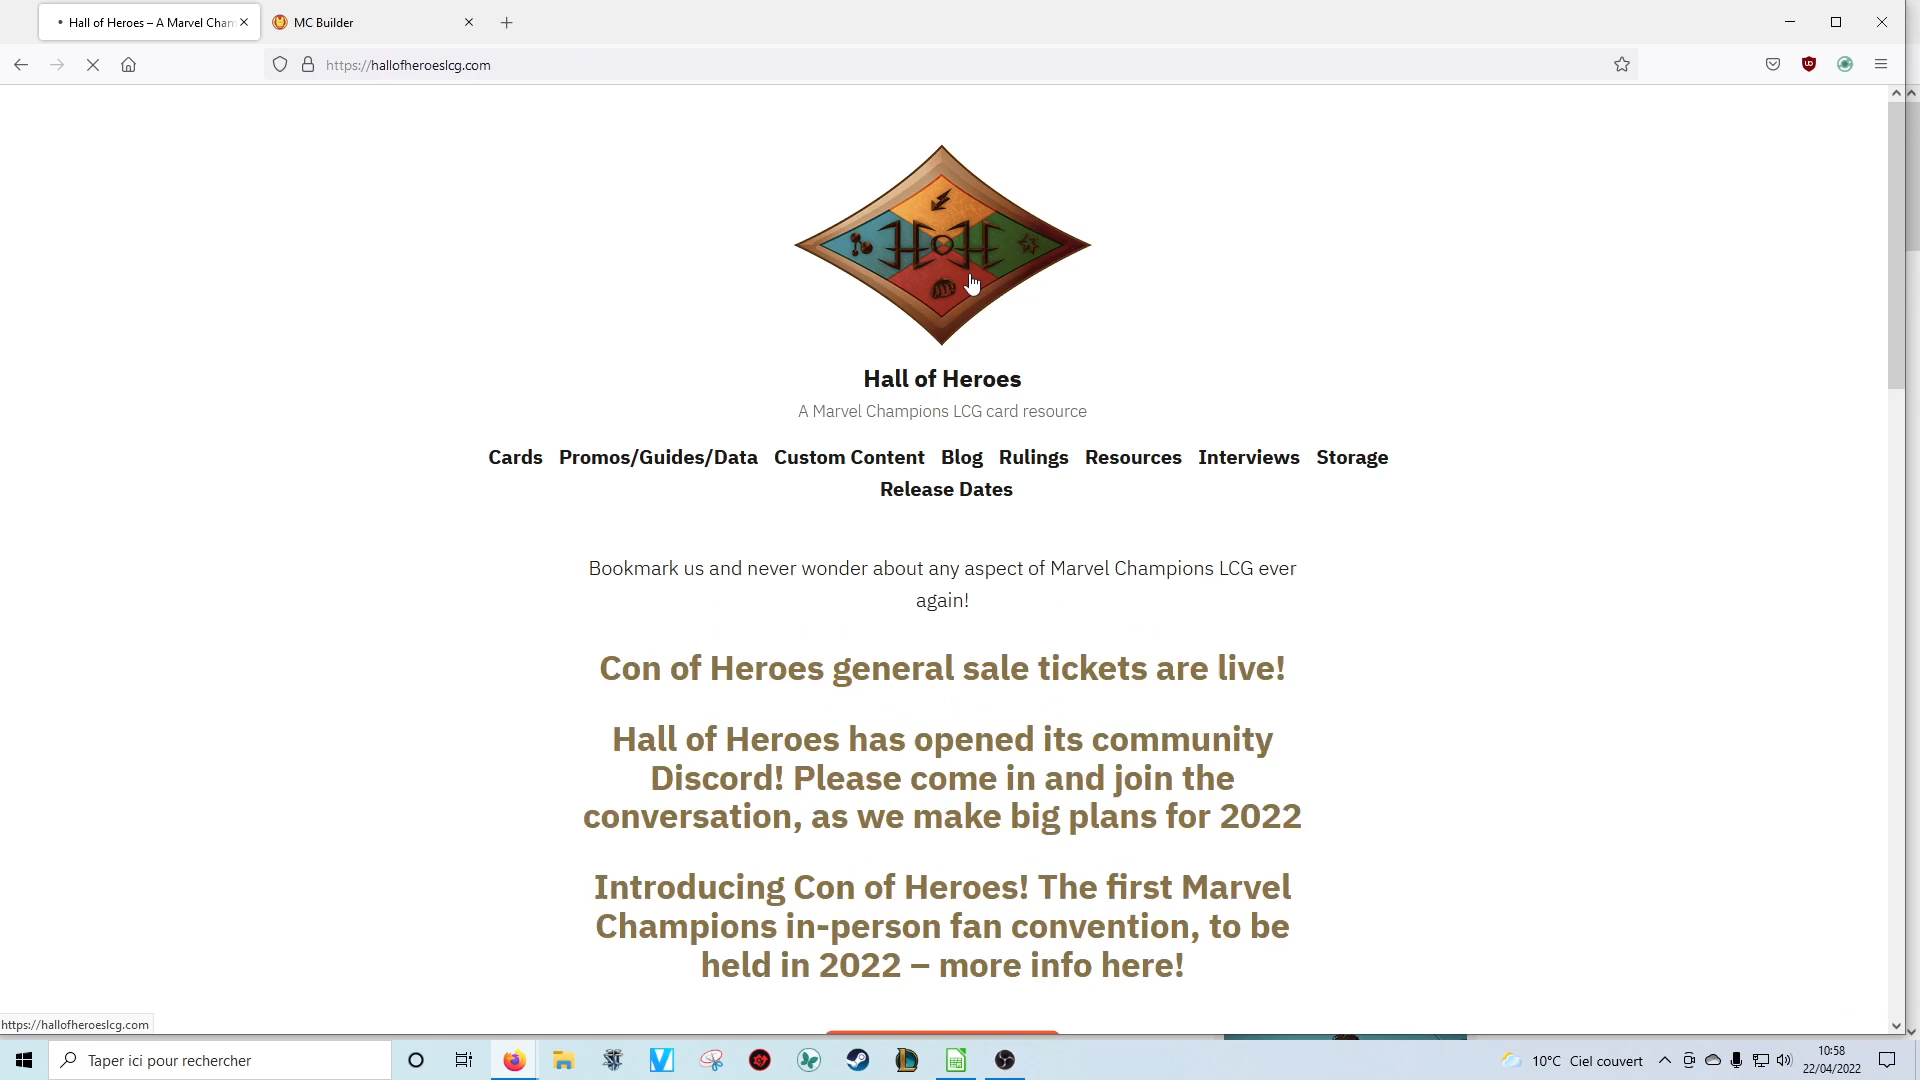 Hall of Heroes – A Marvel Cham
MC Builder
https://hallofheroeslcg.com
HOH
Hall of Heroes
A Marvel Champions LCG card resource
Cards Promos/Guides/Data Custom Content Blog Rulings Resources Interviews Storage
Release Dates
Bookmark us and never wonder about any aspect of Marvel Champions LCG ever
again!
Con of Heroes general sale tickets are live!
Hall of Heroes has opened its community
Discord! Please come in and join the
conversation, as we make big plans for 2022
Introducing Con of Heroes! The first Marvel
Champions in-person fan convention, to be
held in 2022 – more info here!
https://hallofheroeslcg.com
Taper ici pour rechercher
10°C Ciel couvert
10:58
22/04/2022